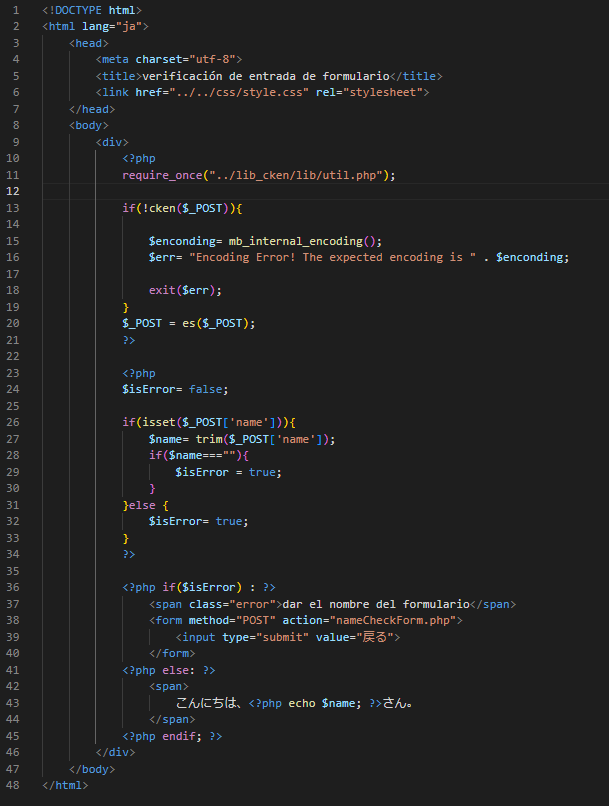 1 <!DOCTYPE html>
2 <html lang="ja">
3 <head>
4 <meta charset="utf-8">
5 <title>verificación de entrada de formulario</title>
6 <link href="../../css/style.css" rel="stylesheet">
7 </head>
8 <body>
9 <div>
10 <?php
11 require_once("../lib_cken/lib/util.php");
12
13 if(!cken($_POST)){
14
15 $enconding= mb_internal_encoding();
16 $err= "Encoding Error! The expected encoding is " . $enconding;
17
18 exit($err);
19 }
20 $_POST = es($_POST);
21 ?>
22
23 <?php
24 $isError= false;
25
26 if(isset($_POST['name'])){
27 $name= trim($_POST['name']);
28 if($name===""){
29 $isError = true;
30 }
31 }else {
32 $isError= true;
33 }
34 ?>
35
36 <?php if($isError) : ?>
37 <span class="error">dar el nombre del formulario</span>
38 <form method="POST" action="nameCheckForm.php">
39 <input type="submit" value="戻る">
40 </form>
41 <?php else: ?>
42 <span>
43 こんにちは、<?php echo $name; ?>さん。
44 </span>
45 <?php endif; ?>
46 </div>
47 </body>
48 </html>